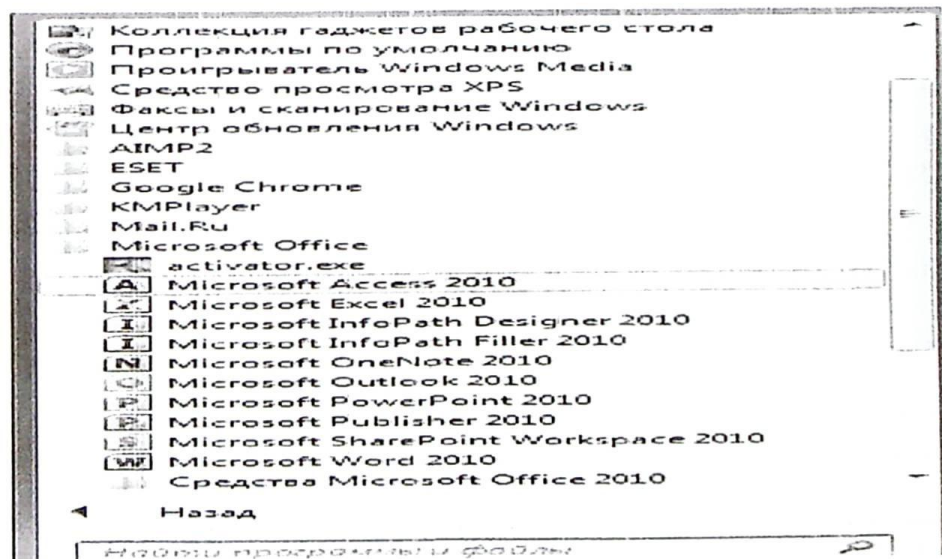 Коллекция гаджетов рабочего стола
Программы по умолчанию
Проигрыватель Windows Media
Средство просмотра XPS
Факсы и сканирование Windows
Центр обновления Windows
AIMP2
ESET
Google Chrome
KMPlayer
Mail.Ru
Microsoft Office
activator.exe
Microsoft Access 2010
Microsoft Excel 2010
Microsoft InfoPath Designer 2010
Microsoft InfoPath Filler 2010
Microsoft OneNote 2010
Microsoft Outlook 2010
Microsoft PowerPoint 2010
Microsoft Publisher 2010
Microsoft SharePoint Workspace 2010
Microsoft Word 2010
Средства Microsoft Office 2010
Назад
Найти программы и файлы